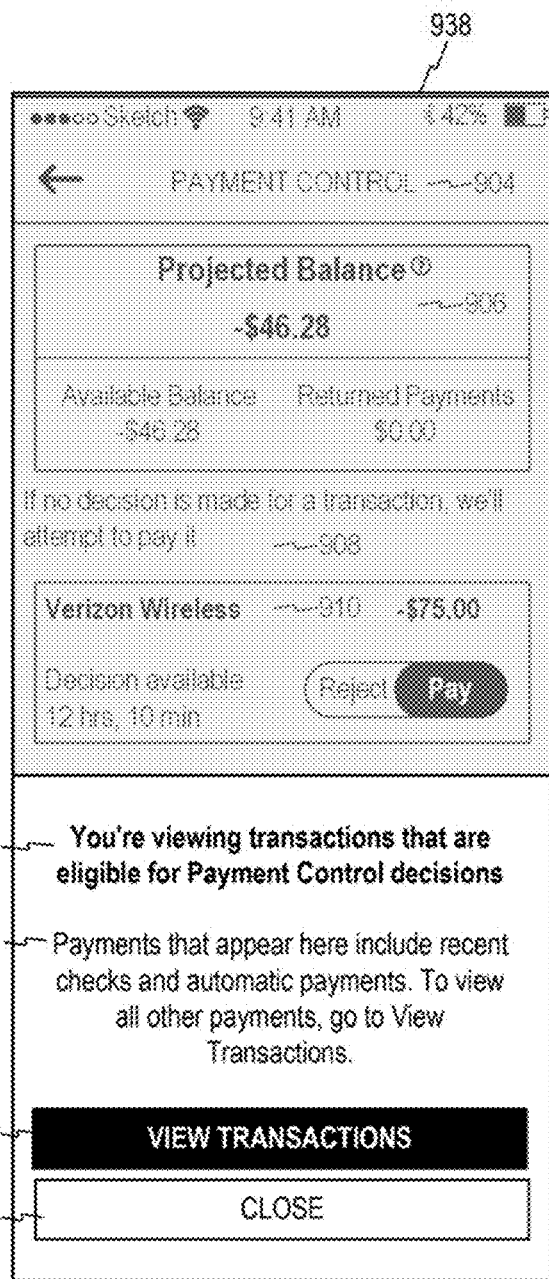 938
Sketch 9:41 AM 42%
PAYMENT CONTROL 904
Projected Balance ?
906
-$46.28
Available Balance Returned Payments
-$46.28 $0.00
If no decision is made for a transaction, we'll
attempt to pay it 908
Verizon Wireless 910 -$75.00
Decision available
12 hrs, 10 min
Reject Pay
You're viewing transactions that are
eligible for Payment Control decisions
Payments that appear here include recent
checks and automatic payments. To view
all other payments, go to View
Transactions.
VIEW TRANSACTIONS
CLOSE